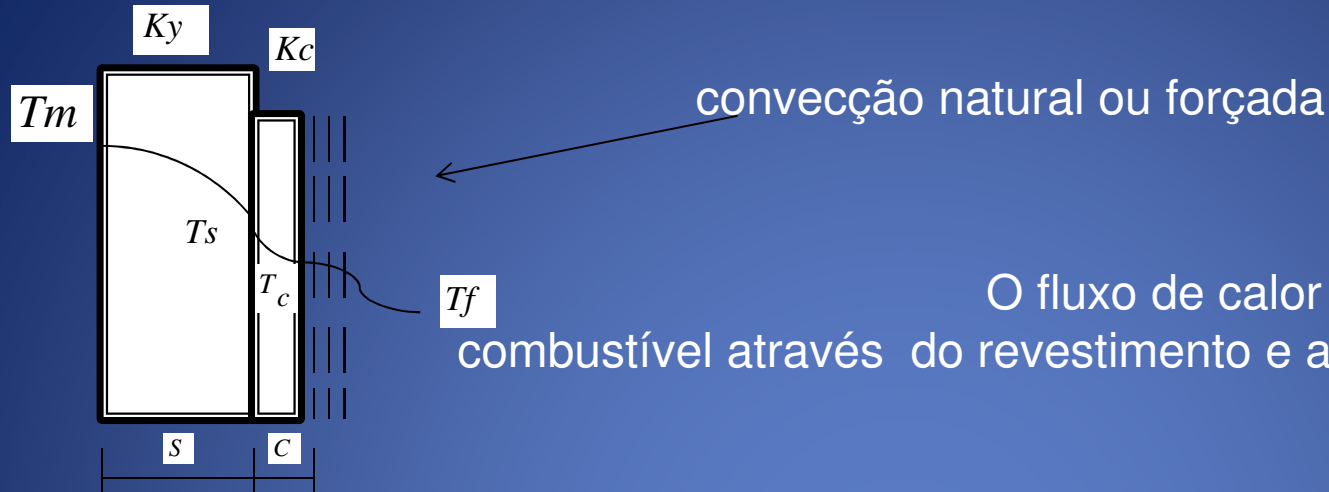 Ky
Kc
Tm
convecção natural ou forçada
Ts
Tc
Tf
O fluxo de calor
combustível através do revestimento e a
S
C